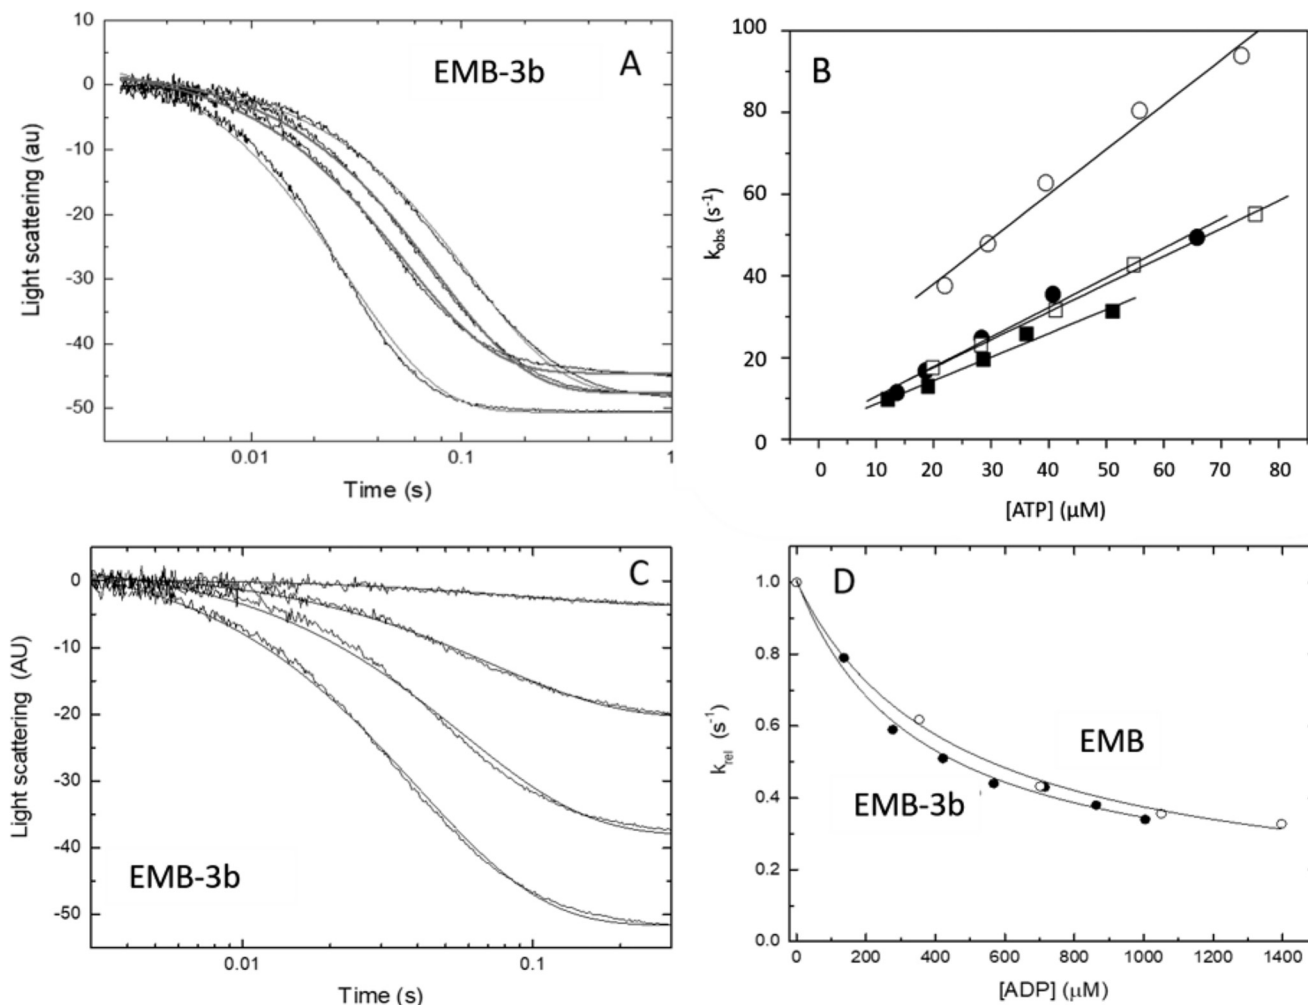 EMB-3b
A
10
0
-10
-20
-30
-40
-50
Light scattering (au)
0.01
0.1
1
Time (s)
B
100
80
60
40
20
0
k_obs (s⁻¹)
0
10
20
30
40
50
60
70
80
[ATP] (µM)
C
0
-10
-20
-30
-40
-50
Light scattering (AU)
EMB-3b
0.01
0.1
Time (s)
D
1.0
0.8
0.6
0.4
0.2
0.0
k_rel (s⁻¹)
EMB
EMB-3b
0
200
400
600
800
1000
1200
1400
[ADP] (µM)